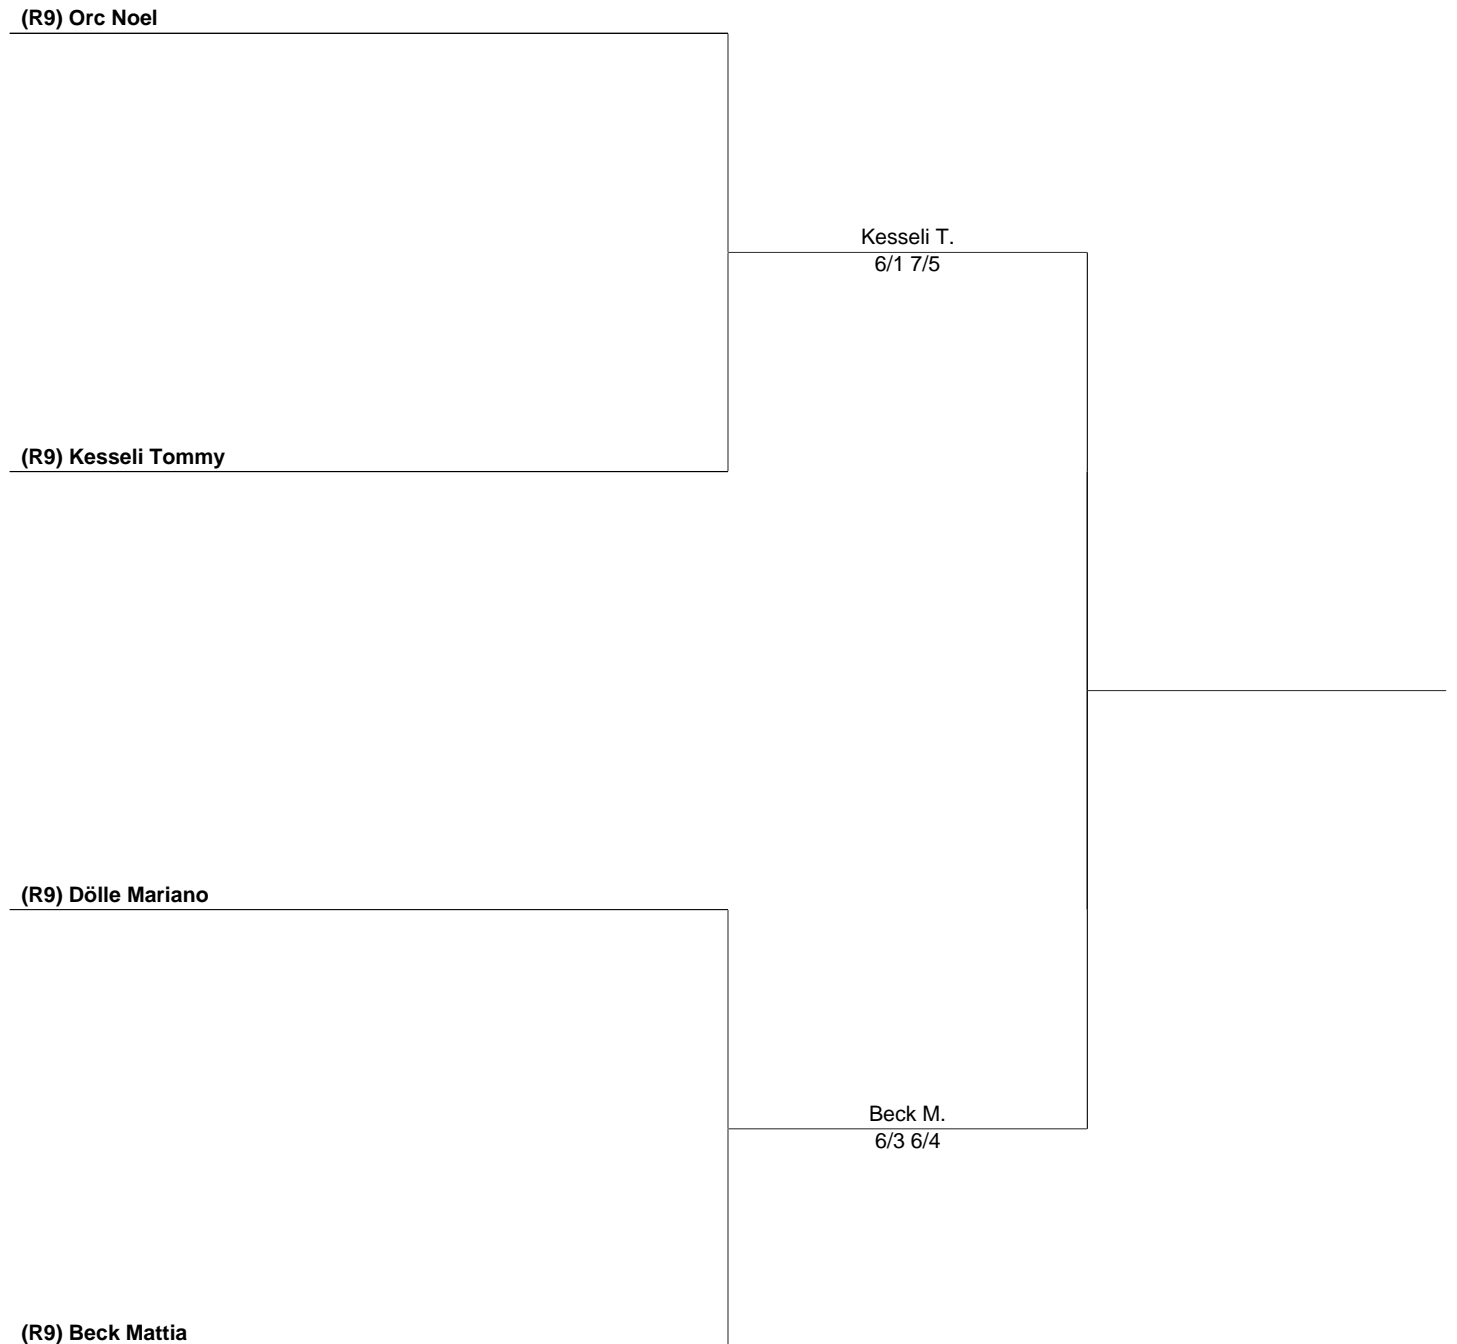 (R9) Orc Noel
Kesseli T.
6/1 7/5
(R9) Kesseli Tommy
(R9) Dölle Mariano
Beck M.
6/3 6/4
(R9) Beck Mattia